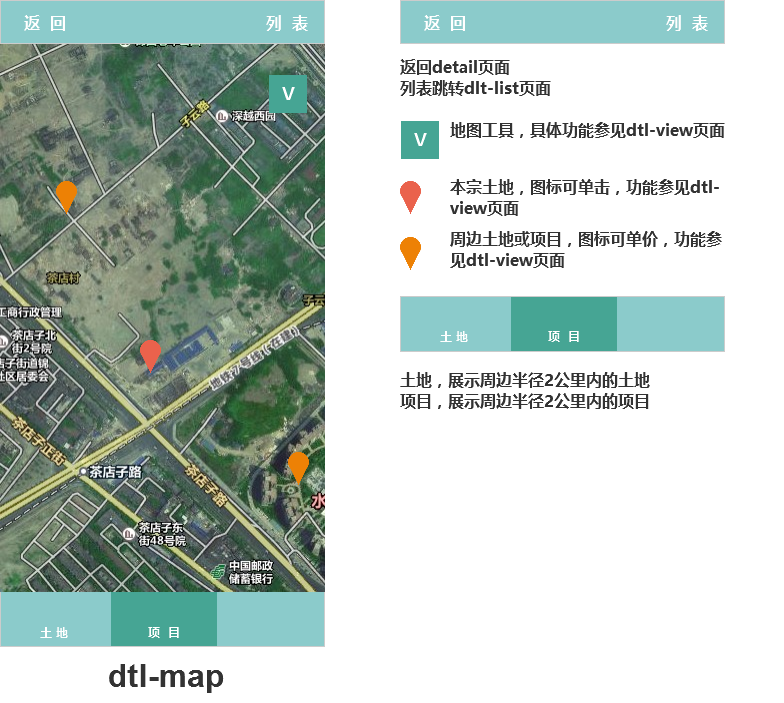 返 回
列 表
V
子云路
深越西园
茶店村
子云
工商行政管理
茶店子北
街2号院
店子街道锦
社区居委会
地铁7号线(在建)
茶店子正街
茶店子路
茶店子路
水
茶店子东
街48号院
中国邮政
储蓄银行
土 地
项 目
dtl-map
返 回
列 表
返回detail页面
列表跳转dlt-list页面
V
地图工具，具体功能参见dtl-view页面
本宗土地，图标可单击，功能参见dtl-
view页面
周边土地或项目，图标可单价，功能参
见dtl-view页面
土 地
项 目
土地，展示周边半径2公里内的土地
项目，展示周边半径2公里内的项目